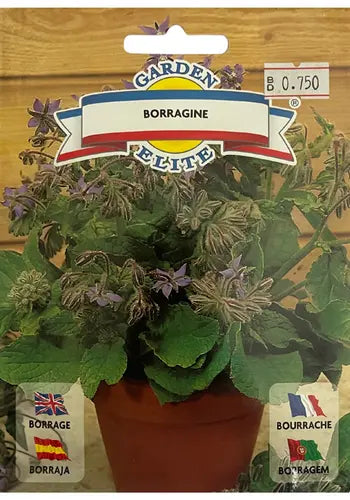 GARDEN
BD 0.750
®
BORRAGINE
ELITE
BORRAGE
BOURRACHE
BORRAJA
BORRAGEM